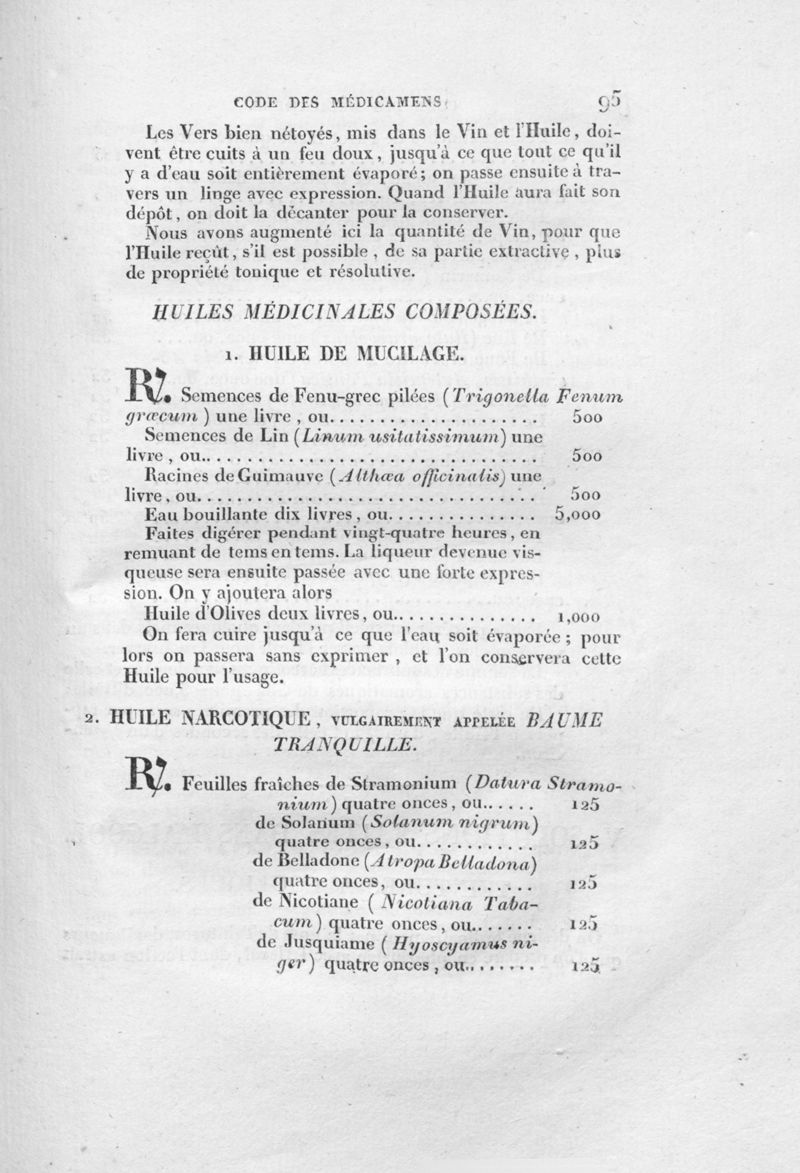 CODE DES MÉDICAMENS 95
Les Vers bien nétoyés, mis dans le Vin et l'Huile, doi-
vent être cuits à un feu doux, jusqu'à ce que tout ce qu'il
y a d'eau soit entièrement évaporé; on passe ensuite à tra-
vers un linge avec expression. Quand l'Huile aura fait son
dépôt, on doit la décanter pour la conserver.
Nous avons augmenté ici la quantité de Vin, pour que
l'Huile reçût, s'il est possible, de sa partie extractive, plus
de propriété tonique et résolutive.
HUILES MÉDICINALES COMPOSÉES.
1. HUILE DE MUCILAGE.
℞. Semences de Fenu-grec pilées (Trigonella Fenum
græcum) une livre, ou.................... 500
Semences de Lin (Linum usitatissimum) une
livre, ou.................................. 500
Racines de Guimauve (Althœa officinalis) une
livre, ou.................................. 500
Eau bouillante dix livres, ou............... 5,000
Faites digérer pendant vingt-quatre heures, en
remuant de tems en tems. La liqueur devenue vis-
queuse sera ensuite passée avec une forte expres-
sion. On y ajoutera alors
Huile d'Olives deux livres, ou............... 1,000
On fera cuire jusqu'à ce que l'eau soit évaporée; pour
lors on passera sans exprimer, et l'on conservera cette
Huile pour l'usage.
2. HUILE NARCOTIQUE, VULGAIREMENT APPELÉE BAUME
TRANQUILLE.
℞. Feuilles fraîches de Stramonium (Datura Stramo-
nium) quatre onces, ou...... 125
de Solanum (Solanum nigrum)
quatre onces, ou............ 125
de Belladone (Atropa Belladona)
quatre onces, ou............ 125
de Nicotiane (Nicotiana Taba-
cum) quatre onces, ou....... 125
de Jusquiame (Hyoscyamus ni-
ger) quatre onces, ou........ 125